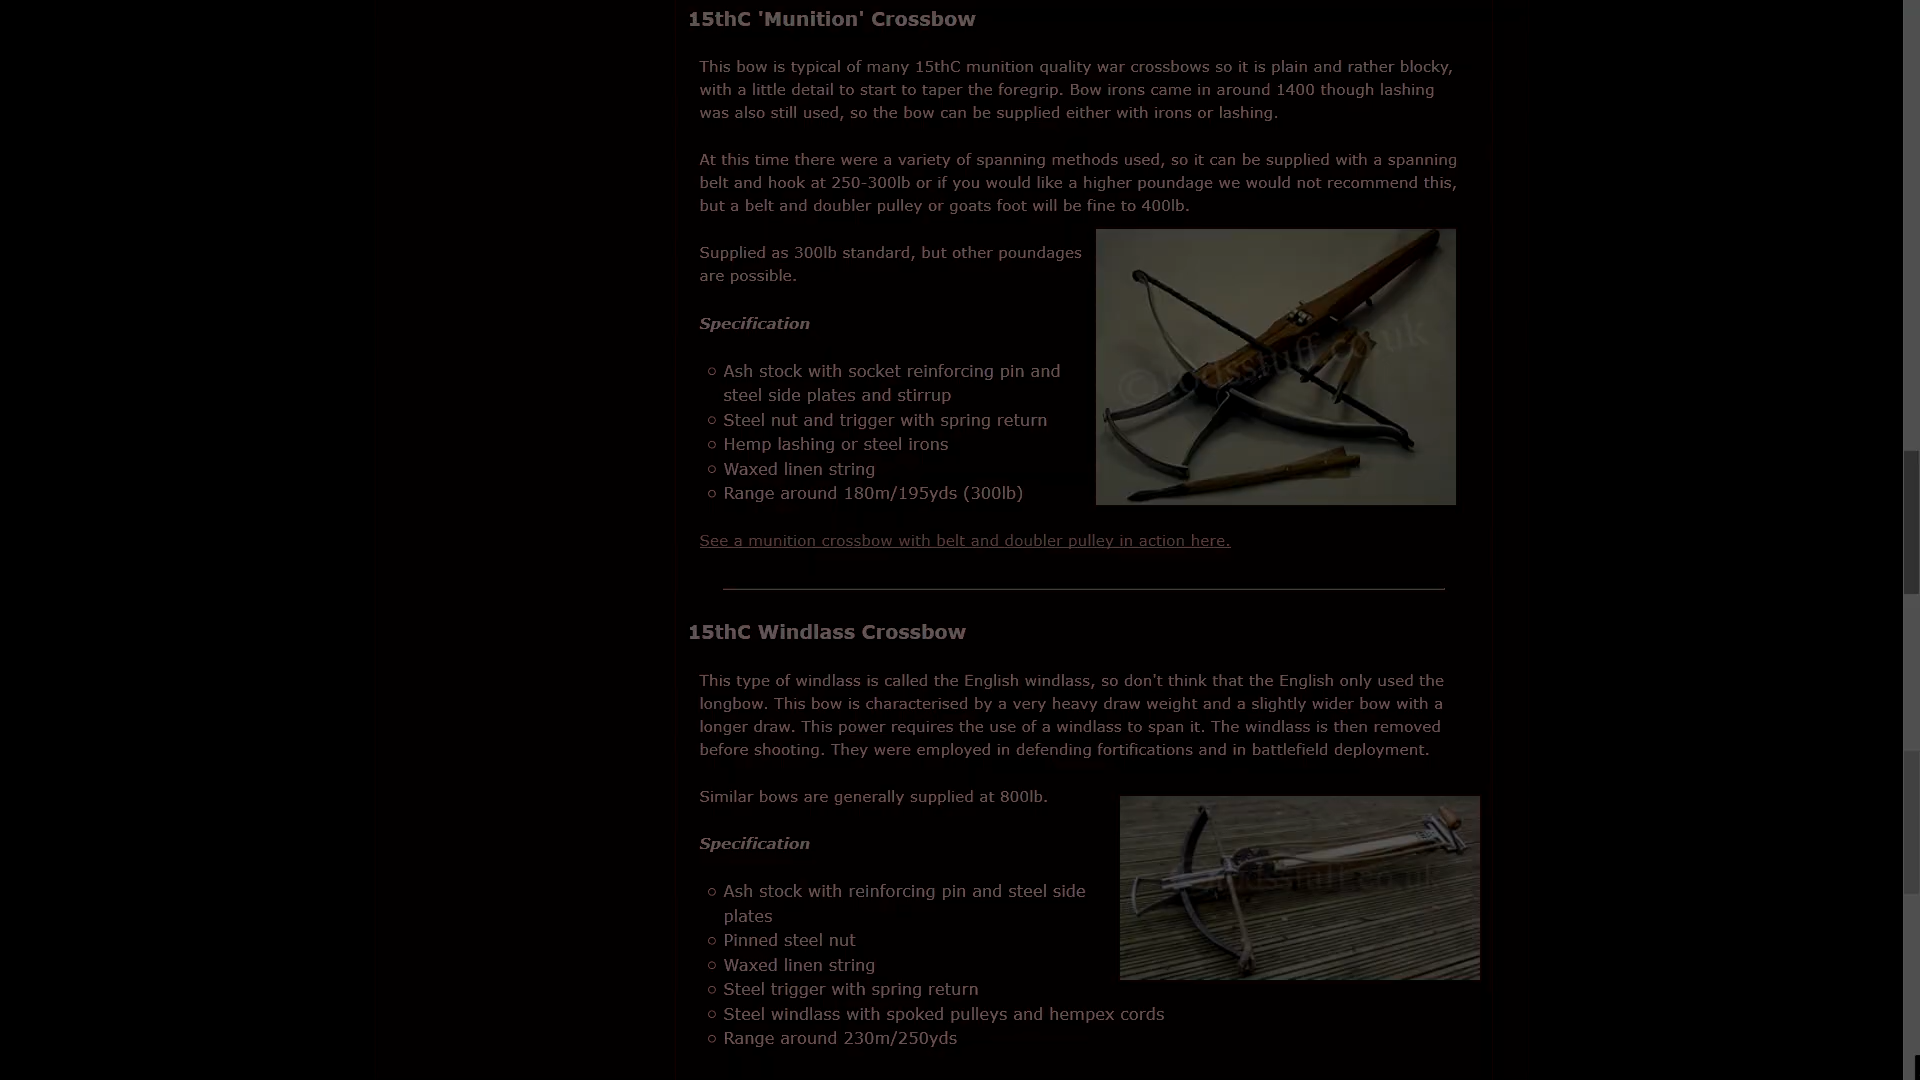 15thC 'Munition' Crossbow
This bow is typical of many 15thC munition quality war crossbows so it is plain and rather blocky,
with a little detail to start to taper the foregrip. Bow irons came in around 1400 though lashing
was also still used, so the bow can be supplied either with irons or lashing.
At this time there were a variety of spanning methods used, so it can be supplied with a spanning
belt and hook at 250-300lb or if you would like a higher poundage we would not recommend this,
but a belt and doubler pulley or goats foot will be fine to 400lb.
Supplied as 300lb standard, but other poundages
are possible.
Specification
Ash stock with socket reinforcing pin and
steel side plates and stirrup
Steel nut and trigger with spring return
Hemp lashing or steel irons
Waxed linen string
Range around 180m/195yds (300lb)
© todsstuff.co.uk
See a munition crossbow with belt and doubler pulley in action here.
15thC Windlass Crossbow
This type of windlass is called the English windlass, so don't think that the English only used the
longbow. This bow is characterised by a very heavy draw weight and a slightly wider bow with a
longer draw. This power requires the use of a windlass to span it. The windlass is then removed
before shooting. They were employed in defending fortifications and in battlefield deployment.
Similar bows are generally supplied at 800lb.
Specification
Ash stock with reinforcing pin and steel side
plates
Pinned steel nut
Waxed linen string
Steel trigger with spring return
Steel windlass with spoked pulleys and hempex cords
Range around 230m/250yds